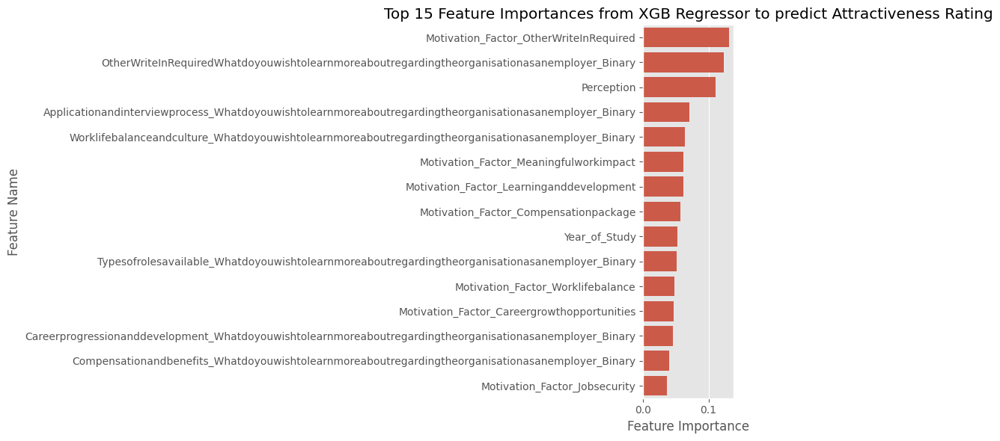 Top 15 Feature Importances from XGB Regressor to predict Attractiveness Rating
Motivation_Factor_OtherWriteInRequired
OtherWriteInRequiredWhatdoyouwishtolearnmoreaboutregardingtheorganisationasanemployer_Binary
Perception
Applicationandinterviewprocess_Whatdoyouwishtolearnmoreaboutregardingtheorganisationasanemployer_Binary
Worklifebalanceandculture_Whatdoyouwishtolearnmoreaboutregardingtheorganisationasanemployer_Binary
Motivation_Factor_Meaningfulworkimpact
Motivation_Factor_Learninganddevelopment
Motivation_Factor_Compensationpackage
Year_of_Study
Typesofrolesavailable_Whatdoyouwishtolearnmoreaboutregardingtheorganisationasanemployer_Binary
Motivation_Factor_Worklifebalance
Motivation_Factor_Careergrowthopportunities
Careerprogressionanddevelopment_Whatdoyouwishtolearnmoreaboutregardingtheorganisationasanemployer_Binary
Compensationandbenefits_Whatdoyouwishtolearnmoreaboutregardingtheorganisationasanemployer_Binary
Motivation_Factor_Jobsecurity
Feature Name
0.0 0.1
Feature Importance